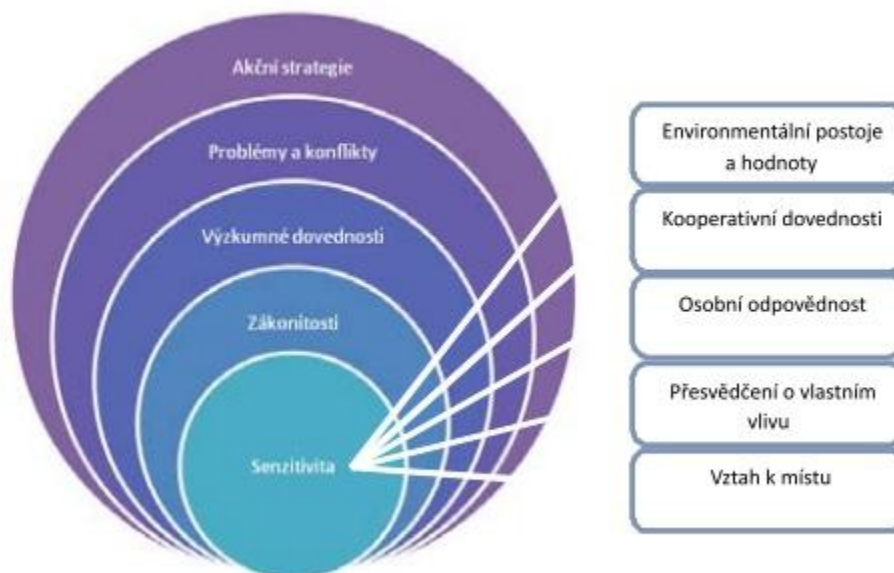 Akční strategie
Problémy a konflikty
Výzkumné dovednosti
Zákonitosti
Senzitivita
Environmentální postoje
a hodnoty
Kooperativní dovednosti
Osobní odpovědnost
Přesvědčení o vlastním
vlivu
Vztah k místu